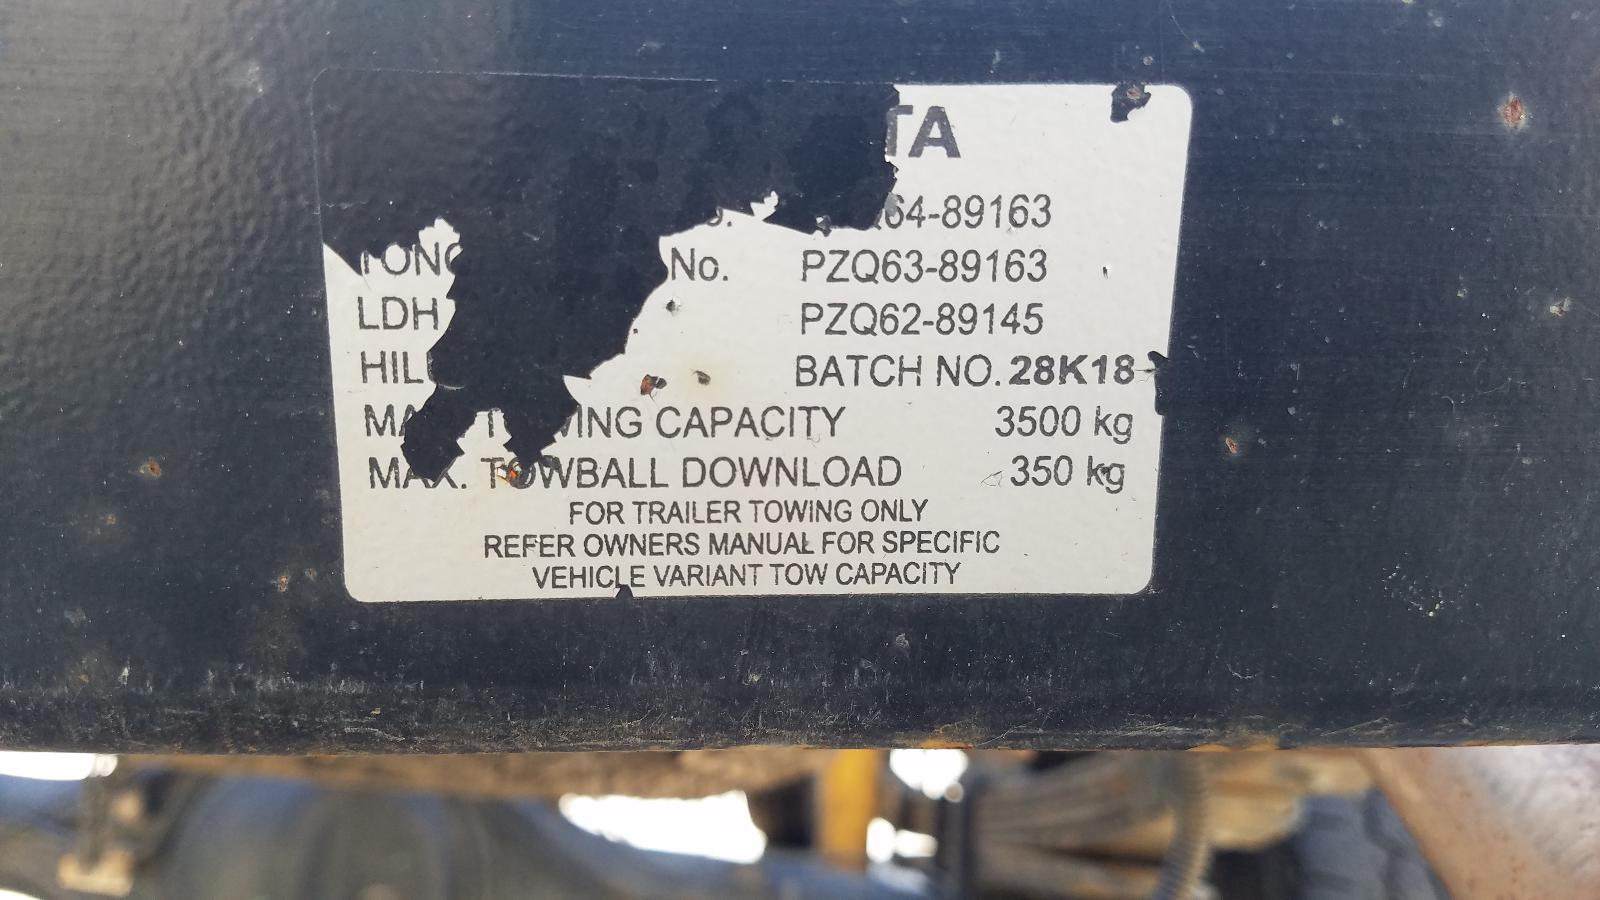 TA
64-89163
No. PZQ63-89163
LDH PZQ62-89145
BATCH NO. 28K18
CAPACITY 3500 kg
MAX. TOWBALL DOWNLOAD 350 kg
FOR TRAILER TOWING ONLY
REFER OWNERS MANUAL FOR SPECIFIC
VEHICLE VARIANT TOW CAPACITY